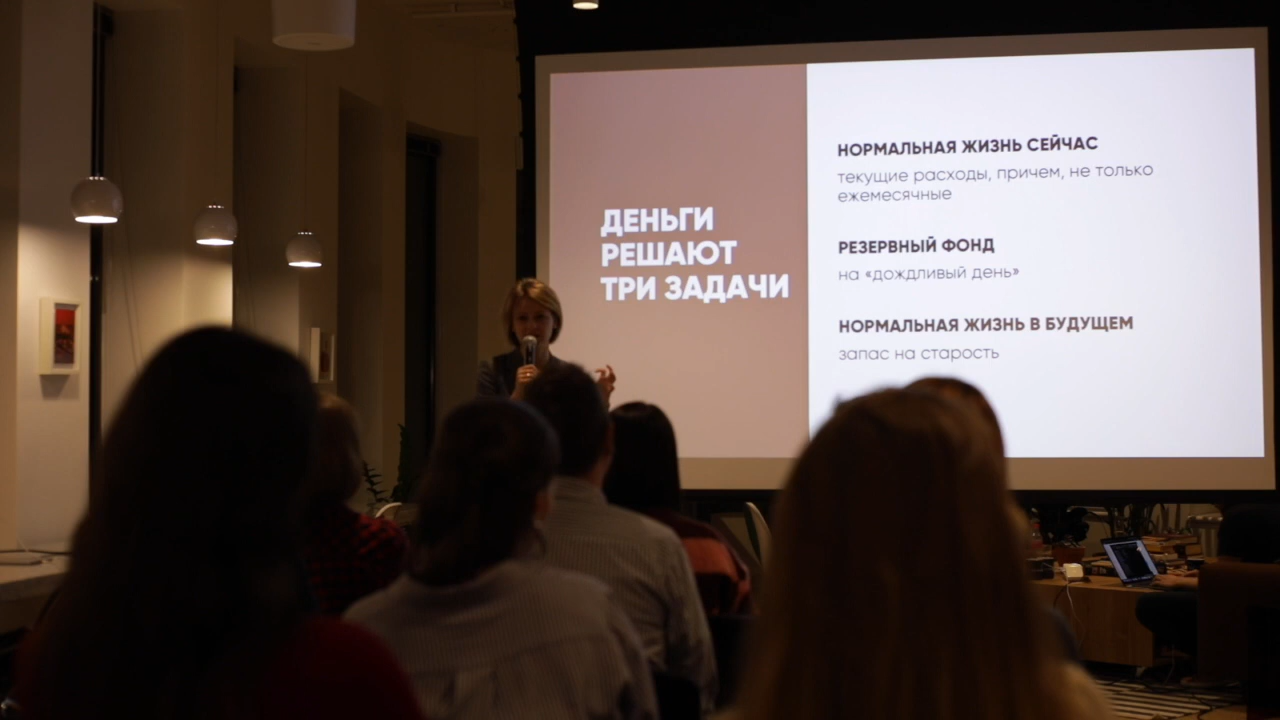 ДЕНЬГИ
РЕШАЮТ
ТРИ ЗАДАЧИ
НОРМАЛЬНАЯ ЖИЗНЬ СЕЙЧАС
текущие расходы, причем, не только
ежемесячные
РЕЗЕРВНЫЙ ФОНД
на «дождливый день»
НОРМАЛЬНАЯ ЖИЗНЬ В БУДУЩЕМ
запас на старость